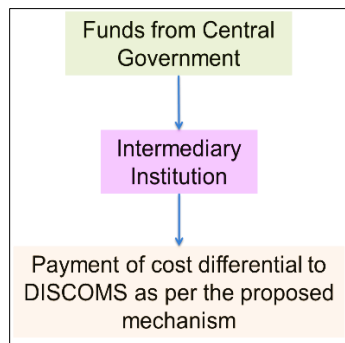 Funds from Central
Government
Intermediary
Institution
Payment of cost differential to
DISCOMS as per the proposed
mechanism